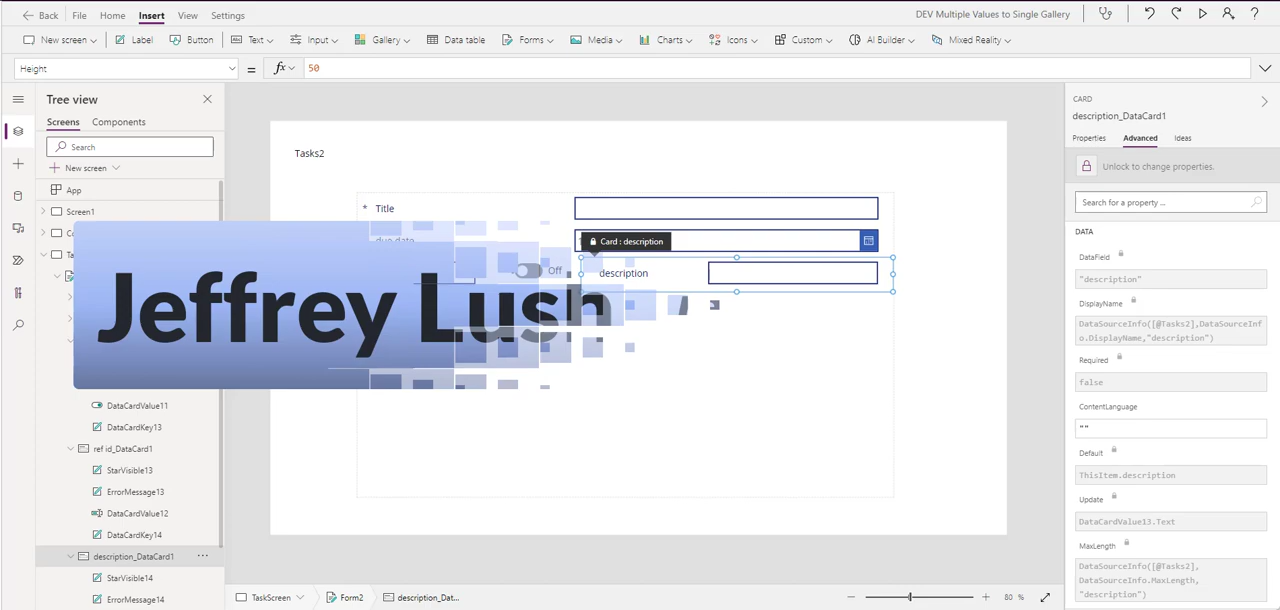 Back File Home Insert View Settings DEV Multiple Values to Single Gallery
New screen Label Button Text Input Gallery Data table Forms Media Charts Icons Custom AI Builder Mixed Reality
Height = fx 50
Tree view
Screens Components
Search
New screen
App
Screen1
DataCardValue11
DataCardKey13
ref id_DataCard1
StarVisible13
ErrorMessage13
DataCardValue12
DataCardKey14
description_DataCard1 ...
StarVisible14
ErrorMessage14
Tasks2
* Title
due date
Card : description
Off
description
Jeffrey Lush
TaskScreen Form2 description_Dat...
80 %
CARD
description_DataCard1
Properties Advanced Ideas
Unlock to change properties.
Search for a property ...
DATA
DataField
"description"
DisplayName
DataSourceInfo([@Tasks2],DataSourceInf
o.DisplayName,"description")
Required
false
ContentLanguage
""
Default
ThisItem.description
Update
DataCardValue13.Text
MaxLength
DataSourceInfo([@Tasks2],
DataSourceInfo.MaxLength,
"description")